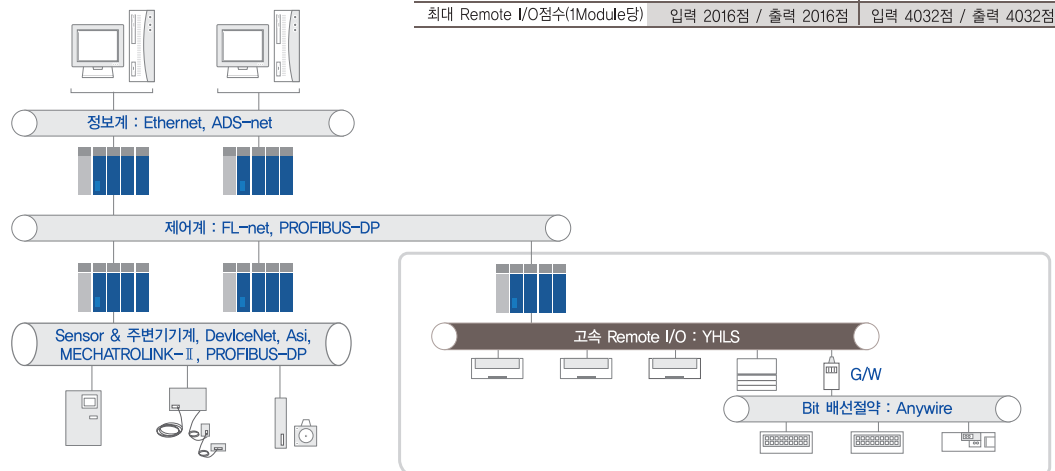 최대 Remote I/O점수(1Module당) 입력 2016점 / 출력 2016점 입력 4032점 / 출력 4032점
정보계 : Ethernet, ADS-net
제어계 : FL-net, PROFIBUS-DP
Sensor & 주변기기계, DeviceNet, Asi,
MECHATROLINK-Ⅱ, PROFIBUS-DP
고속 Remote I/O : YHLS
G/W
Bit 배선절약 : Anywire